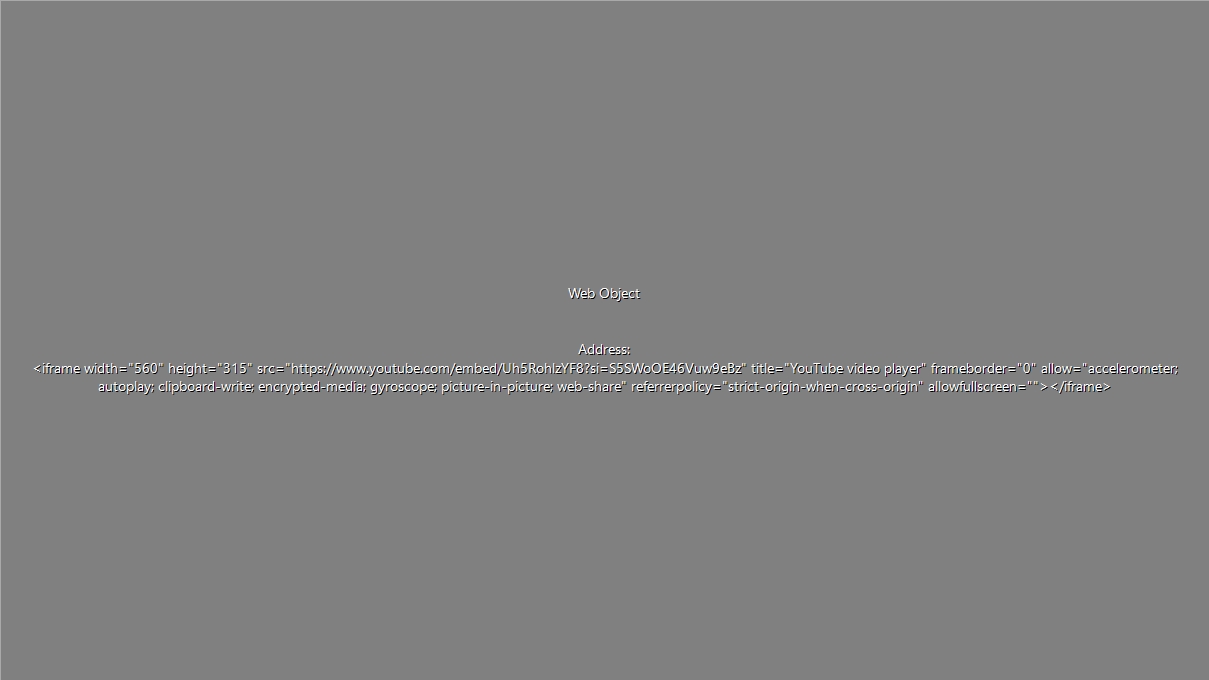 Web Object
Address:
<iframe width="560" height="315" src="https://www.youtube.com/embed/Uh5RohlzYF8?si=S5SWoOE46Vuw9eBz" title="YouTube video player" frameborder="0" allow="accelerometer;
autoplay; clipboard-write; encrypted-media; gyroscope; picture-in-picture; web-share" referrerpolicy="strict-origin-when-cross-origin" allowfullscreen=""></iframe>